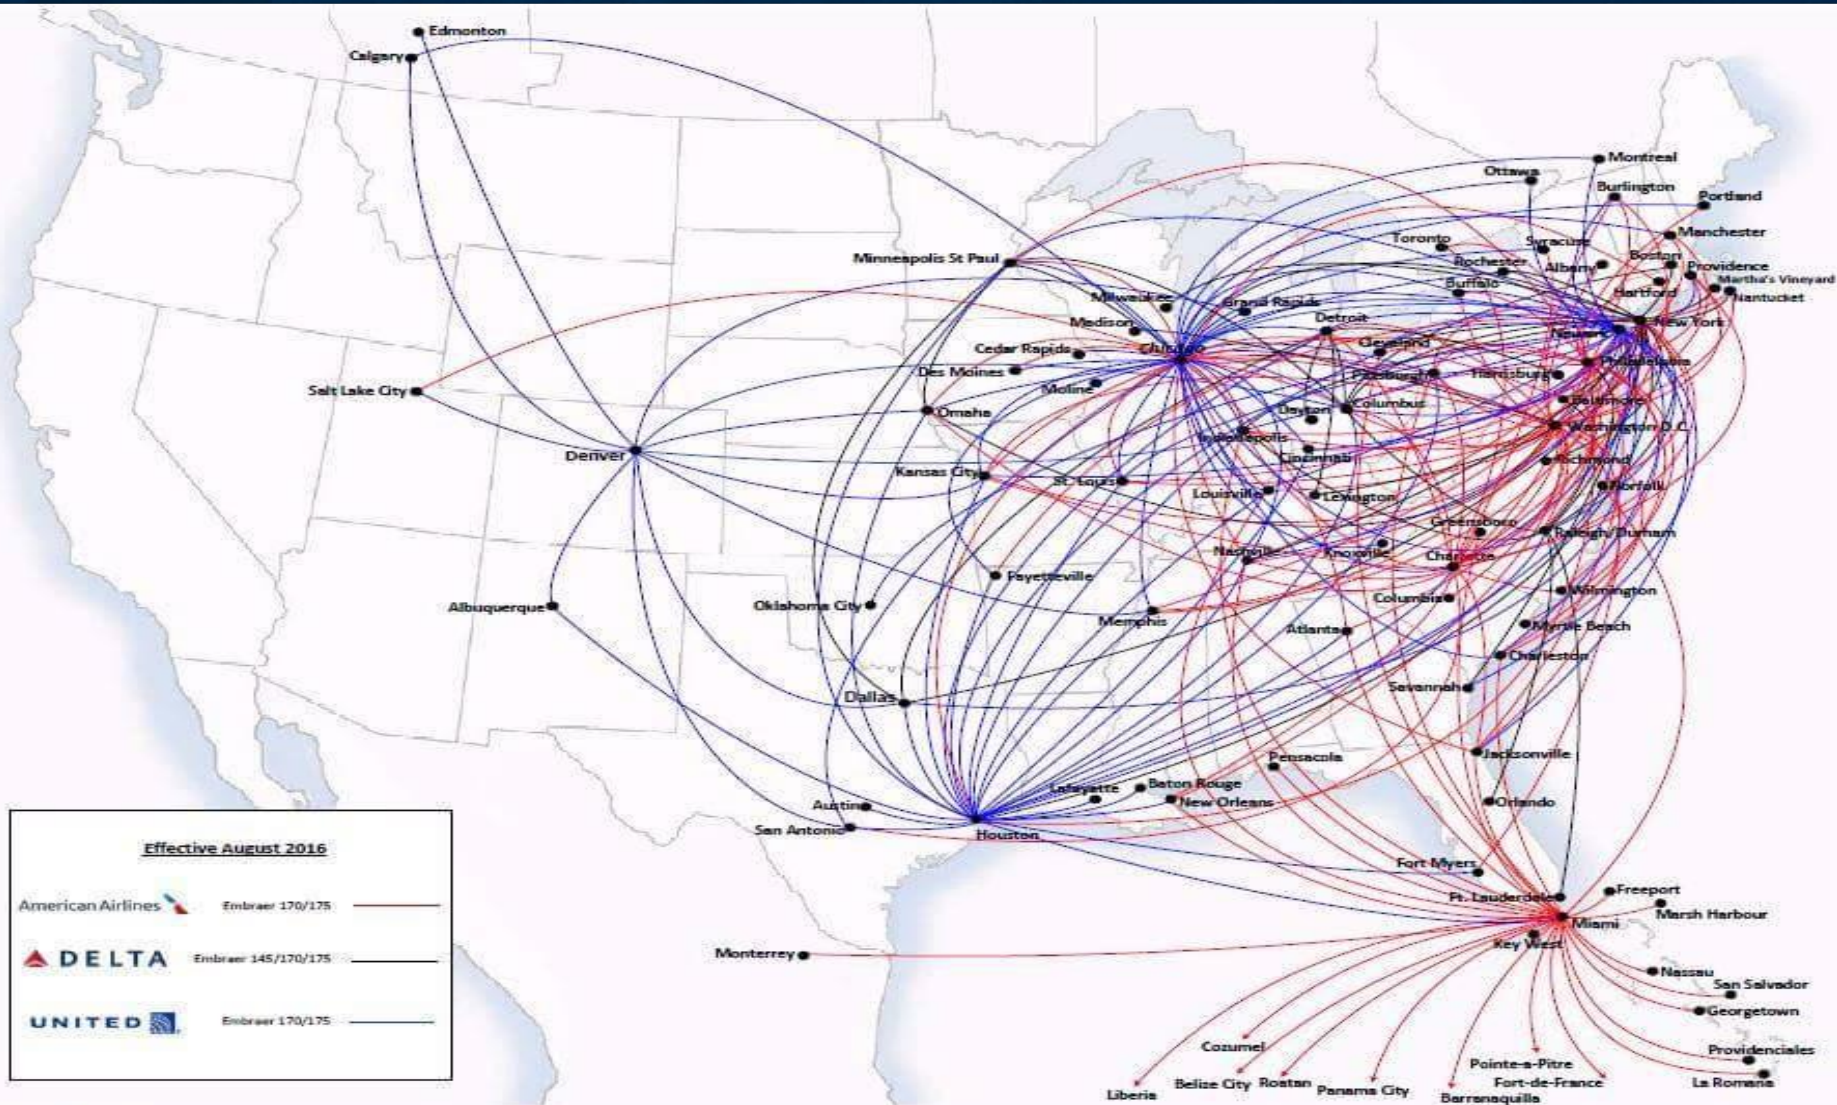 Edmonton
Calgary
Montreal
Ottawa
Burlington
Portland
Manchester
Toronto
Syracuse
Minneapolis St Paul
Rochester
Albany
Boston
Providence
Martha's Vineyard
Buffalo
Hartford
Nantucket
Milwaukee
Grand Rapids
Madison
Detroit
New York
Newark
Cedar Rapids
Chicago
Cleveland
Philadelphia
Des Moines
Pittsburgh
Harrisburg
Moline
Salt Lake City
Omaha
Dayton
Columbus
Baltimore
Washington D.C.
Indianapolis
Denver
Cincinnati
Richmond
Kansas City
St. Louis
Louisville
Lexington
Norfolk
Greensboro
Raleigh/Durham
Nashville
Knoxville
Charlotte
Fayetteville
Wilmington
Albuquerque
Oklahoma City
Memphis
Columbia
Atlanta
Myrtle Beach
Charleston
Dallas
Savannah
Pensacola
Jacksonville
Lafayette
Baton Rouge
New Orleans
Austin
Orlando
San Antonio
Houston
Fort Myers
Ft. Lauderdale
Freeport
Marsh Harbour
Miami
Key West
Monterrey
Nassau
San Salvador
Georgetown
Cozumel
Providenciales
Pointe-a-Pitre
Belize City
Roatan
Panama City
Fort-de-France
La Romana
Liberia
Barranaquilla
Effective August 2016
American Airlines Embraer 170/175
DELTA Embraer 145/170/175
UNITED Embraer 170/175